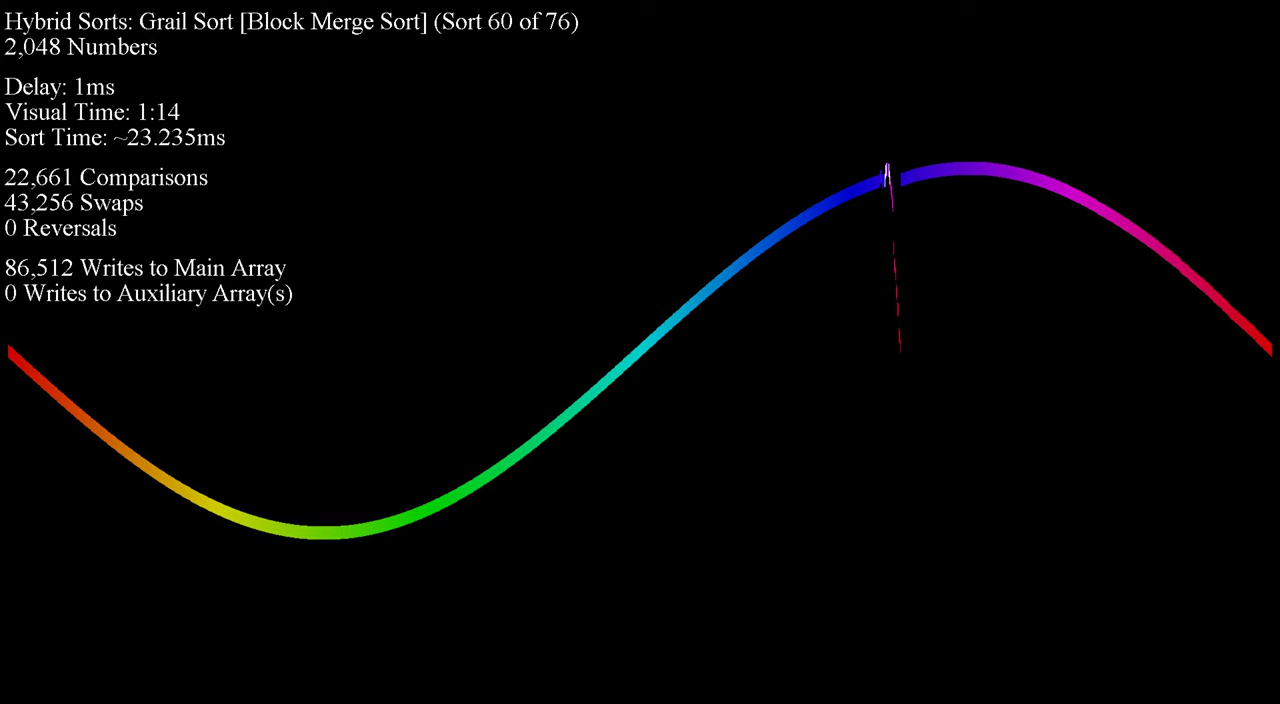 Hybrid Sorts: Grail Sort [Block Merge Sort] (Sort 60 of 76)
2,048 Numbers
Delay: 1ms
Visual Time: 1:14
Sort Time: ~23.235ms
22,661 Comparisons
43,256 Swaps
0 Reversals
86,512 Writes to Main Array
0 Writes to Auxiliary Array(s)